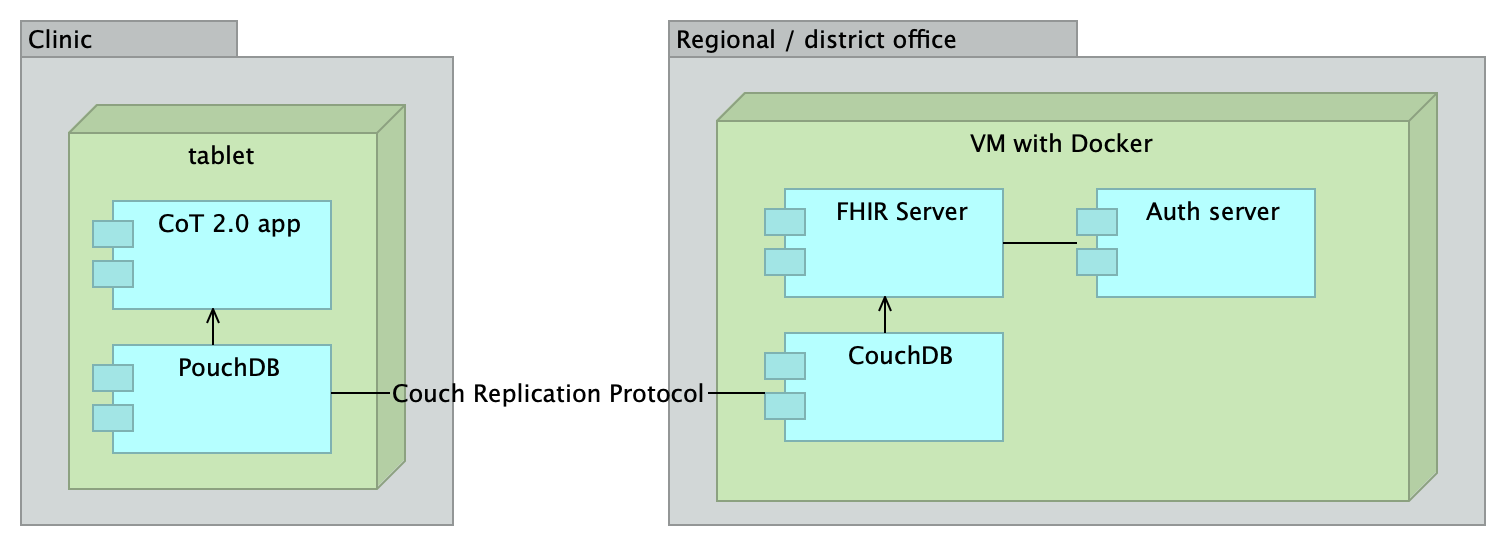 Clinic
Regional / district office
tablet
VM with Docker
CoT 2.0 app
FHIR Server
Auth server
PouchDB
CouchDB
Couch Replication Protocol